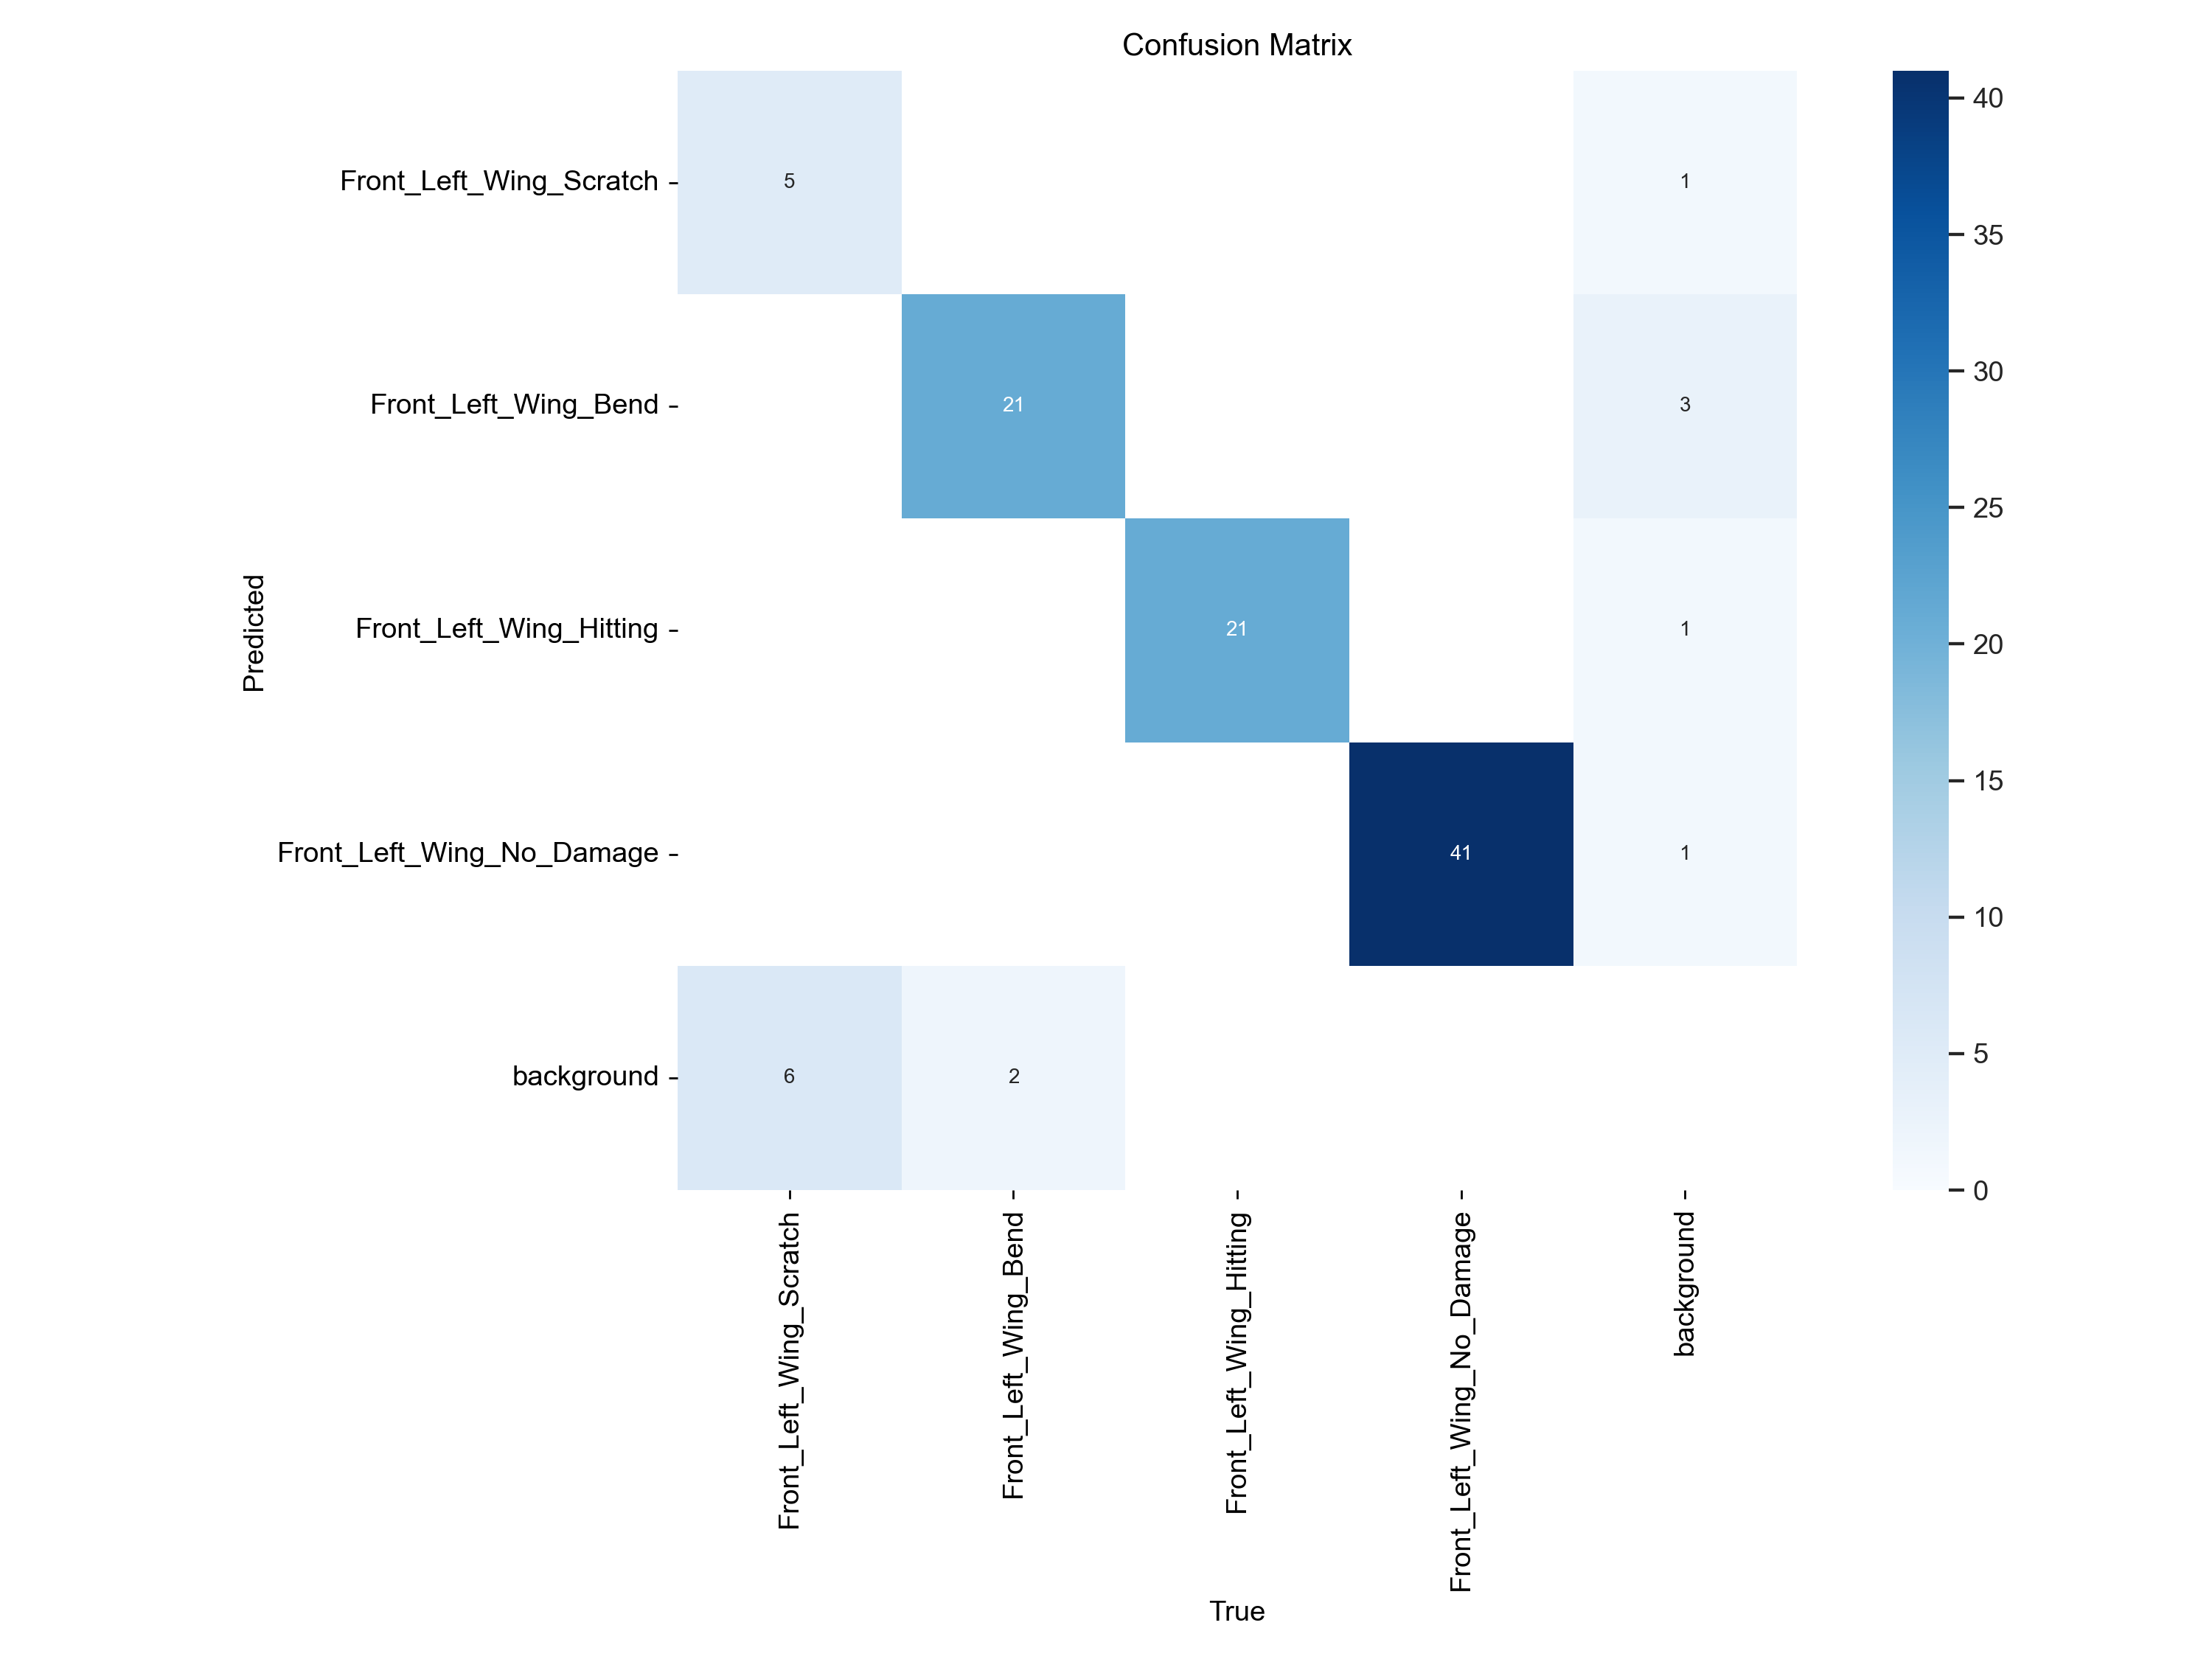 Confusion Matrix
Front_Left_Wing_Scratch
5
1
Front_Left_Wing_Bend
21
3
Front_Left_Wing_Hitting
21
1
Front_Left_Wing_No_Damage
41
1
background
6
2
Predicted
Front_Left_Wing_Scratch
Front_Left_Wing_Bend
Front_Left_Wing_Hitting
Front_Left_Wing_No_Damage
background
True
40
35
30
25
20
15
10
5
0